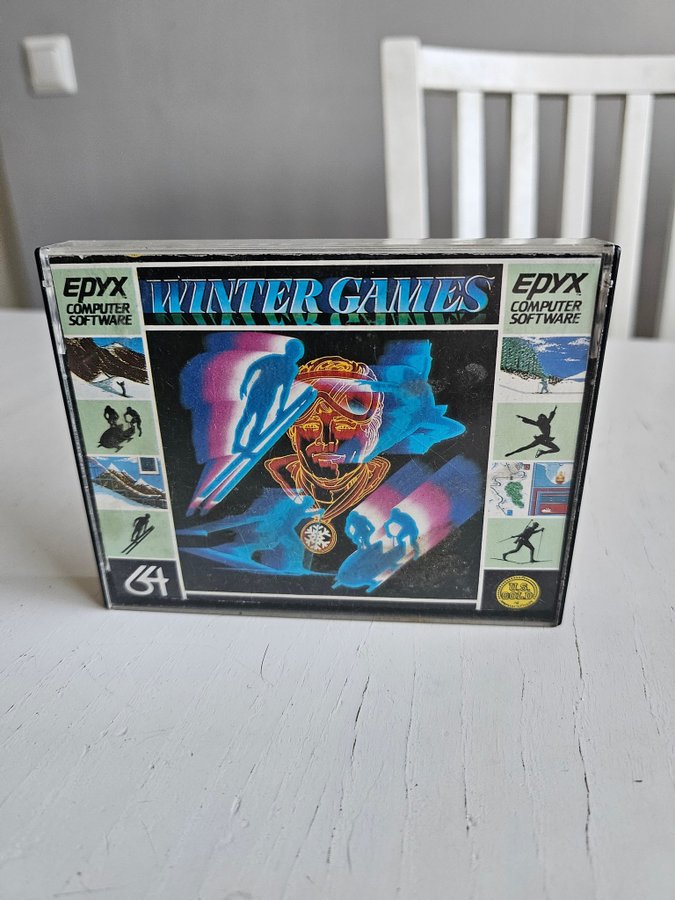 EPYX
COMPUTER
SOFTWARE
WINTER GAMES
EPYX
COMPUTER
SOFTWARE
64
U.S.
GOLD